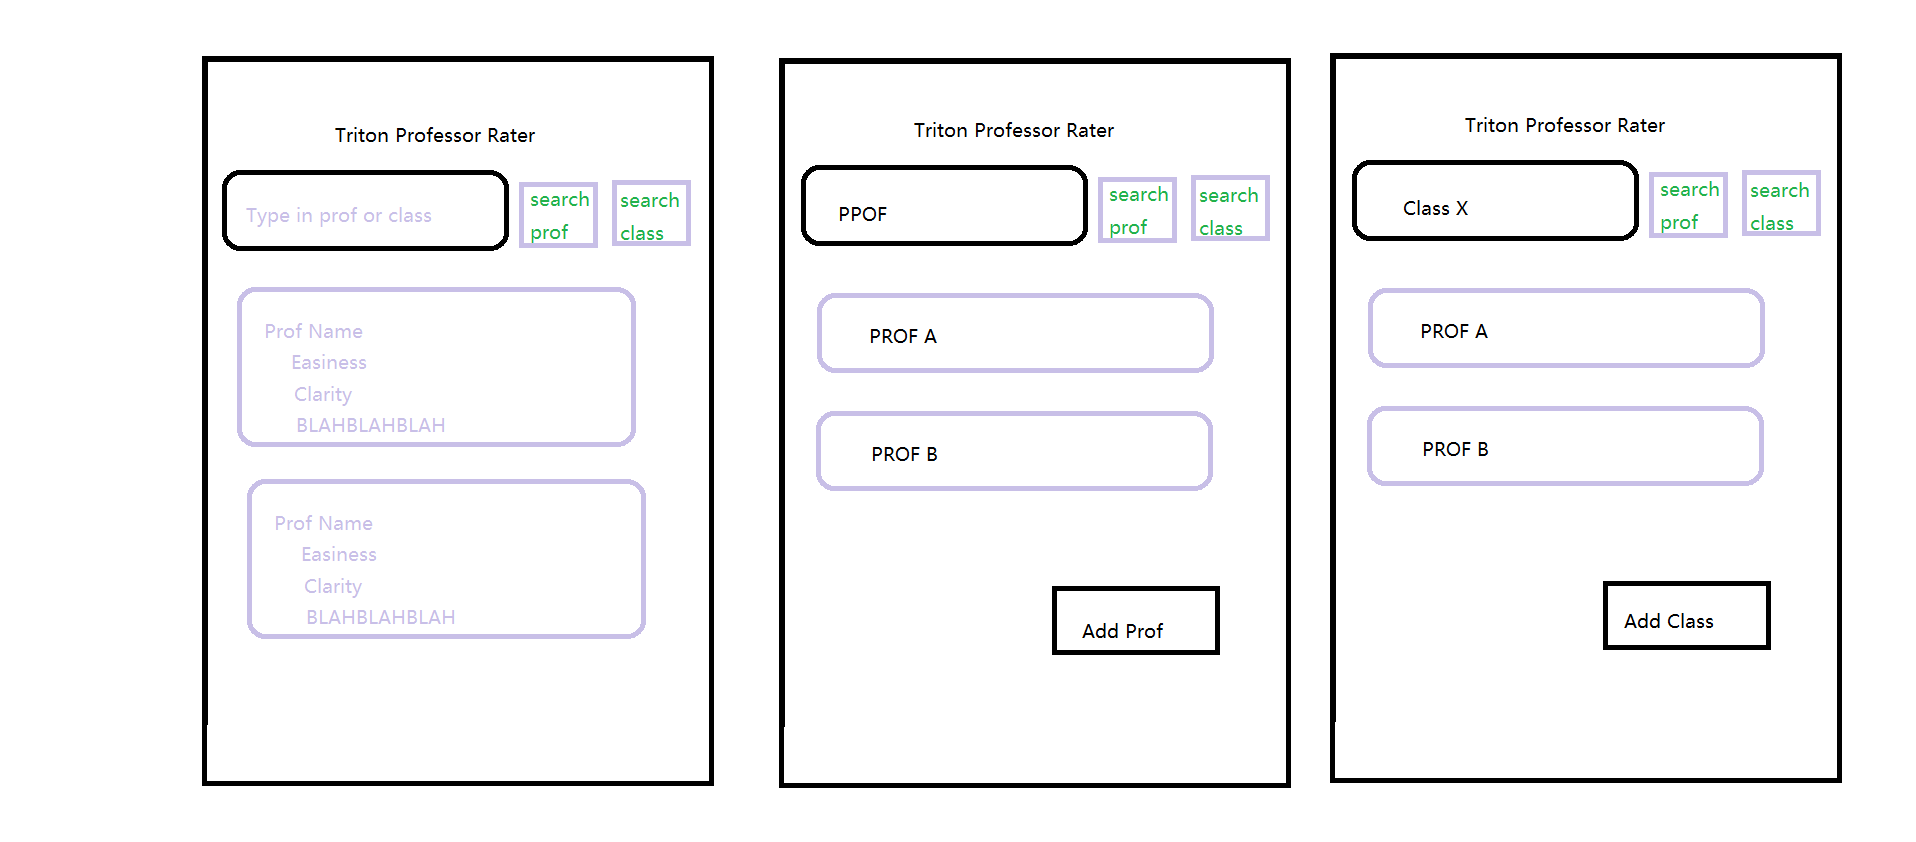 Triton Professor Rater
Type in prof or class
search
prof
search
class
Prof Name
Easiness
Clarity
BLAHBLAHBLAH
Prof Name
Easiness
Clarity
BLAHBLAHBLAH
Triton Professor Rater
PPOF
search
prof
search
class
PROF A
PROF B
Add Prof
Triton Professor Rater
Class X
search
prof
search
class
PROF A
PROF B
Add Class